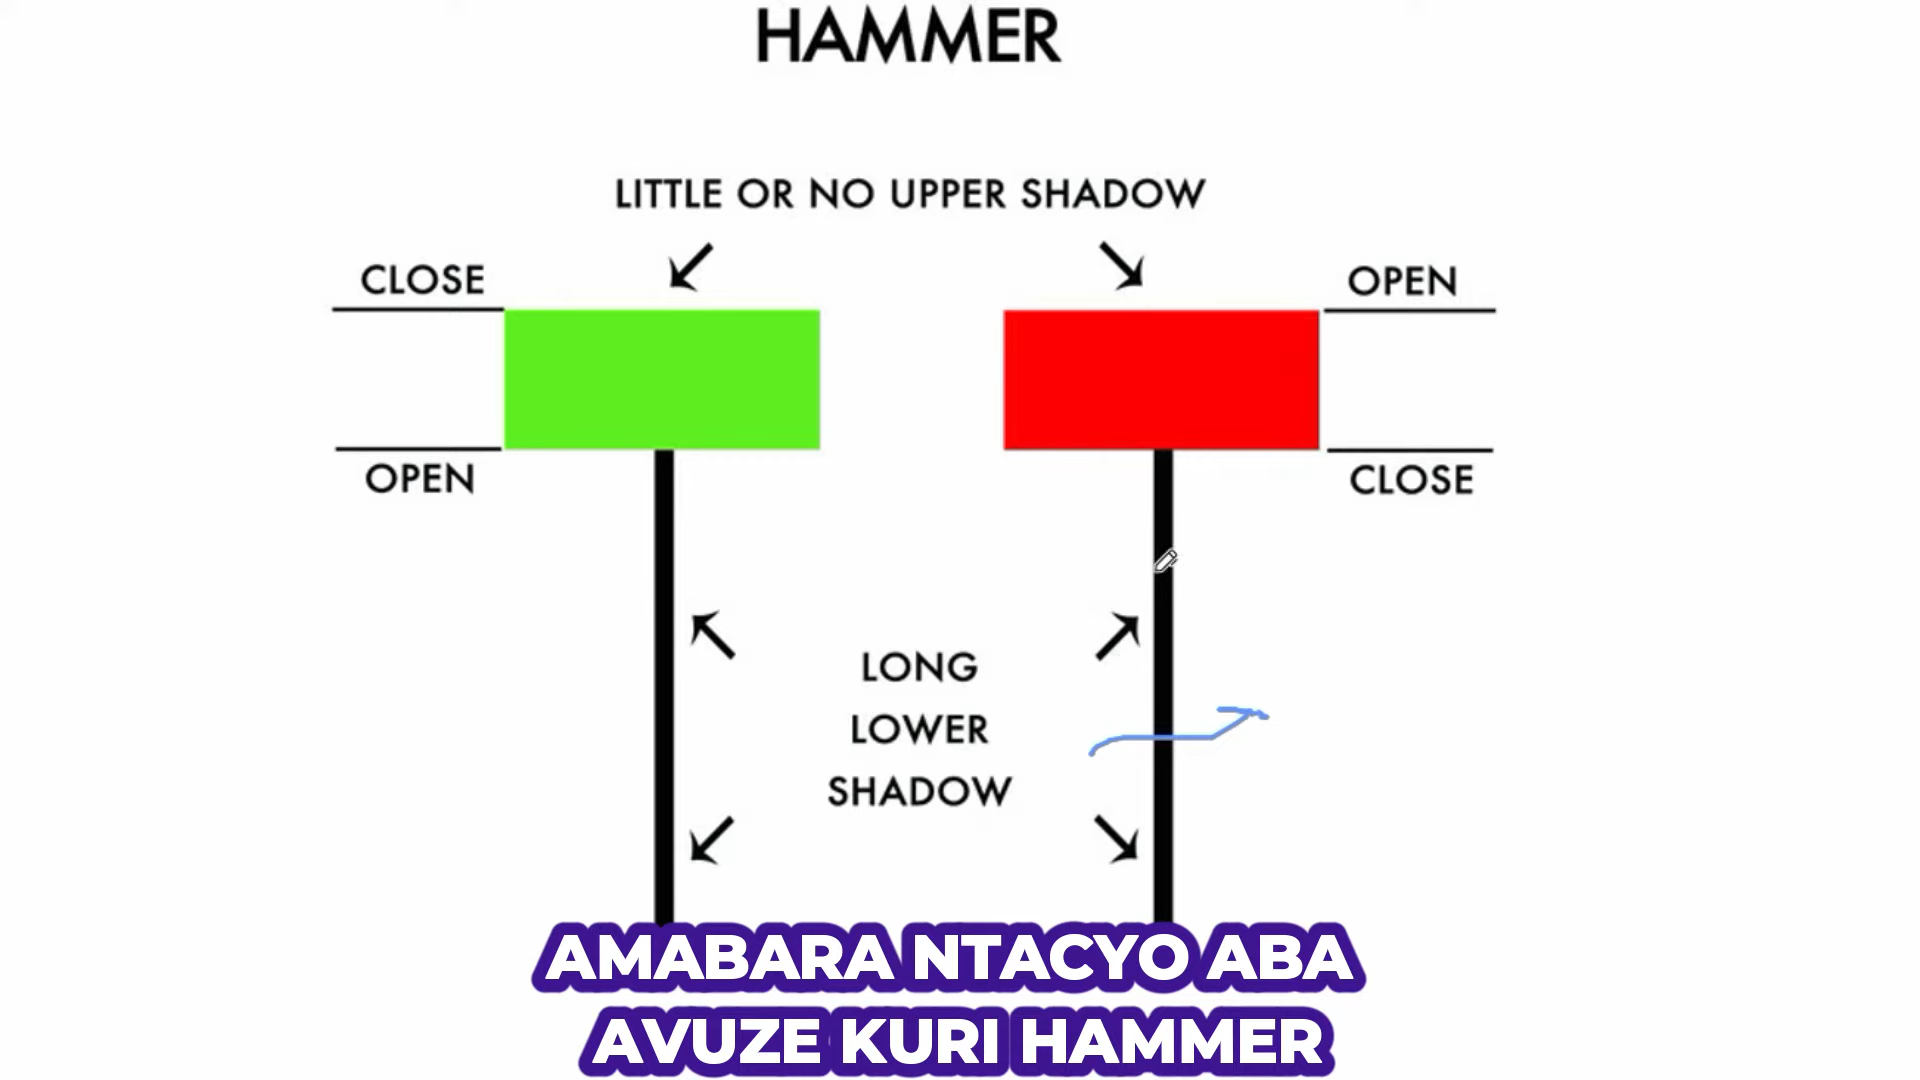 HAMMER
LITTLE OR NO UPPER SHADOW
CLOSE
OPEN
OPEN
CLOSE
LONG
LOWER
SHADOW
AMABARA NTACYO ABA
AVUZE KURI HAMMER